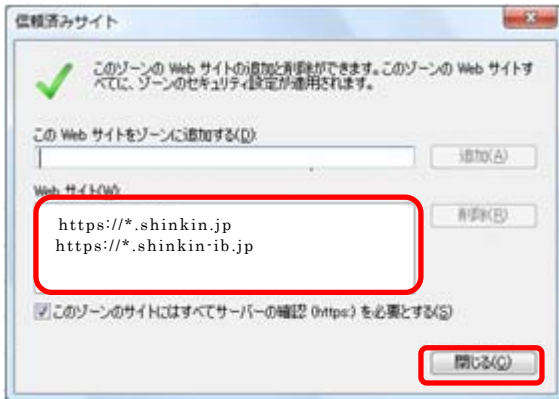 信頼済みサイト
このゾーンの Web サイトの追加と削除ができます。このゾーンの Web サイトす
べてに、ゾーンのセキュリティ設定が適用されます。
この Web サイトをゾーンに追加する(D):
追加(A)
Web サイト(W):
https://*.shinkin.jp
https://*.shinkin-ib.jp
削除(R)
このゾーンのサイトにはすべてサーバーの確認 (https:) を必要とする(S)
閉じる(C)